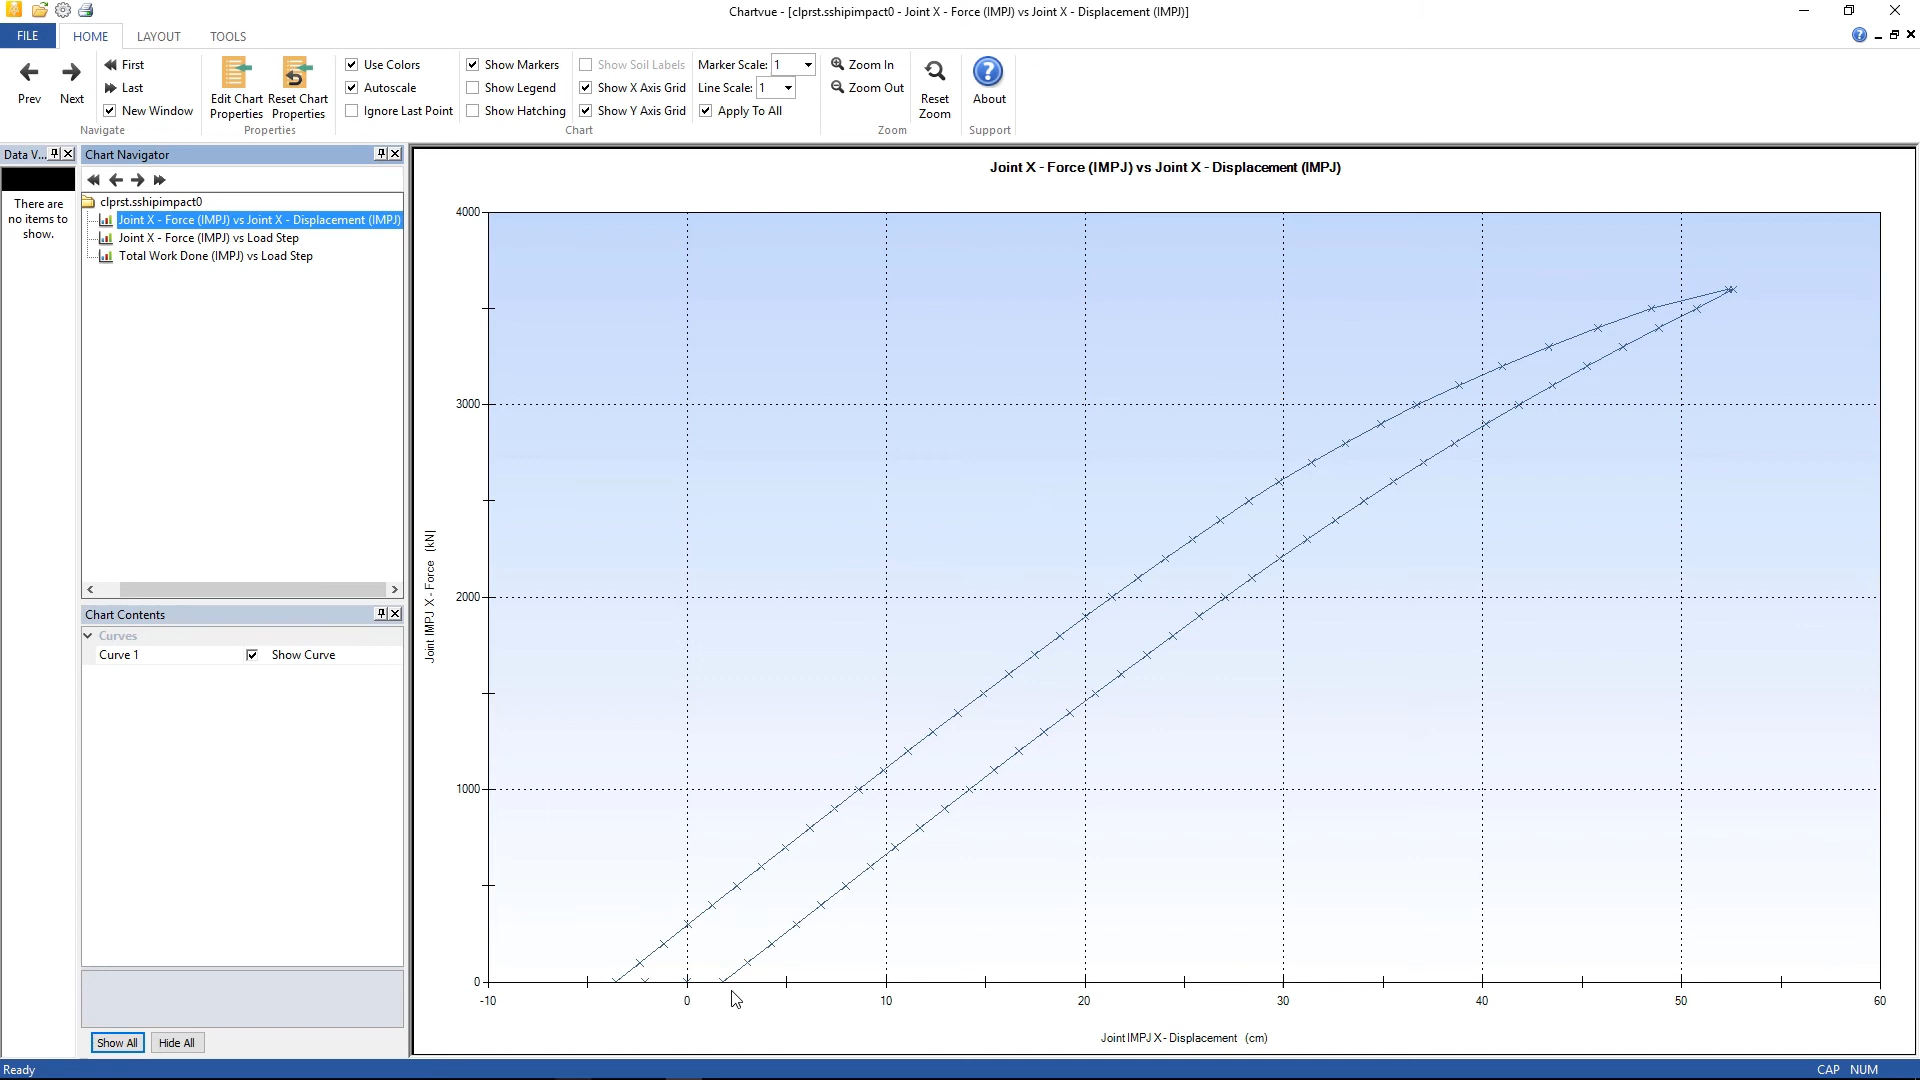 Chartvue - [clprst.sshipimpact0 - Joint X - Force (IMPJ) vs Joint X - Displacement (IMPJ)]
FILE HOME LAYOUT TOOLS
Prev
Next
First
Last
New Window
Navigate
Edit Chart Properties
Reset Chart Properties
Properties
Use Colors
Autoscale
Ignore Last Point
Show Markers
Show Legend
Show Hatching
Show Soil Labels
Show X Axis Grid
Show Y Axis Grid
Marker Scale: 1
Line Scale: 1
Apply To All
Chart
Zoom In
Zoom Out
Reset Zoom
Zoom
About
Support
Data V...
There are
no items to
show.
Chart Navigator
clprst.sshipimpact0
Joint X - Force (IMPJ) vs Joint X - Displacement (IMPJ)
Joint X - Force (IMPJ) vs Load Step
Total Work Done (IMPJ) vs Load Step
Chart Contents
Curves
Curve 1 Show Curve
Show All Hide All
Joint X - Force (IMPJ) vs Joint X - Displacement (IMPJ)
4000
3000
2000
1000
0
Joint IMPJ X - Force (kN)
-10 0 10 20 30 40 50 60
Joint IMPJ X - Displacement (cm)
Ready
CAP NUM